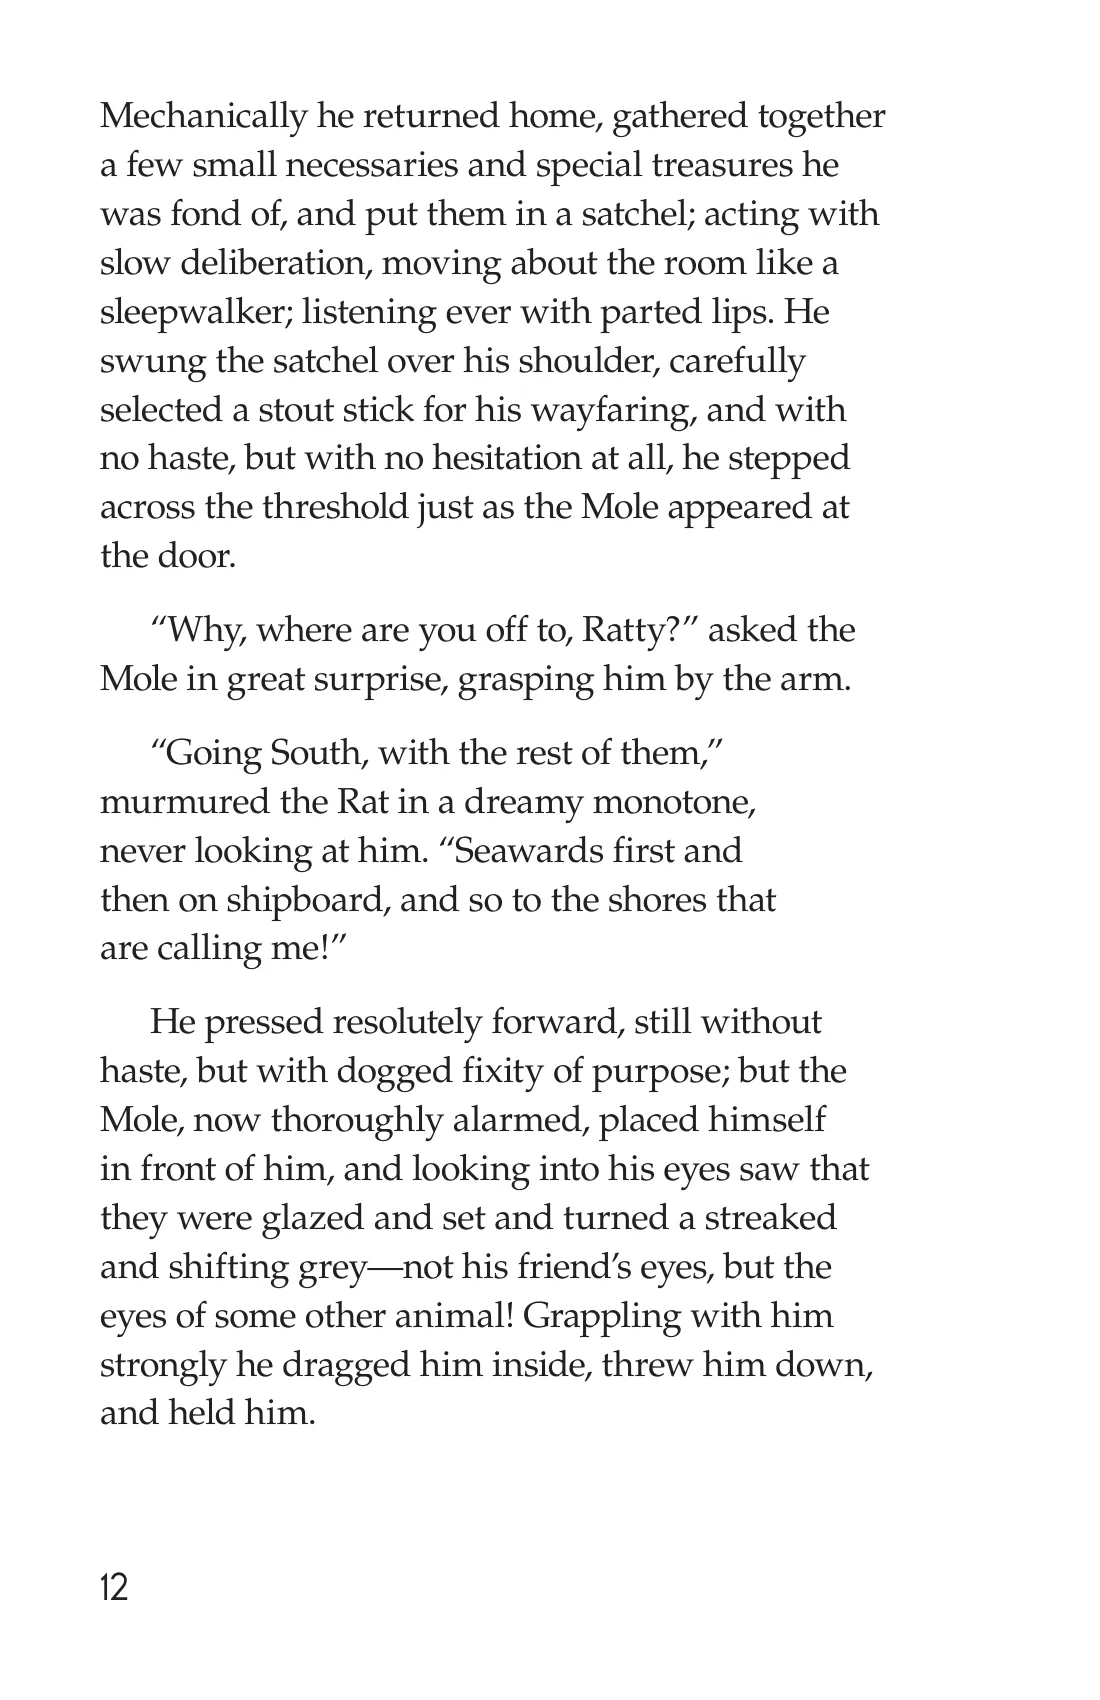 Mechanically he returned home, gathered together
a few small necessaries and special treasures he
was fond of, and put them in a satchel; acting with
slow deliberation, moving about the room like a
sleepwalker; listening ever with parted lips. He
swung the satchel over his shoulder, carefully
selected a stout stick for his wayfaring, and with
no haste, but with no hesitation at all, he stepped
across the threshold just as the Mole appeared at
the door.
“Why, where are you off to, Ratty?” asked the
Mole in great surprise, grasping him by the arm.
“Going South, with the rest of them,”
murmured the Rat in a dreamy monotone,
never looking at him. “Seawards first and
then on shipboard, and so to the shores that
are calling me!”
He pressed resolutely forward, still without
haste, but with dogged fixity of purpose; but the
Mole, now thoroughly alarmed, placed himself
in front of him, and looking into his eyes saw that
they were glazed and set and turned a streaked
and shifting grey—not his friend’s eyes, but the
eyes of some other animal! Grappling with him
strongly he dragged him inside, threw him down,
and held him.
12